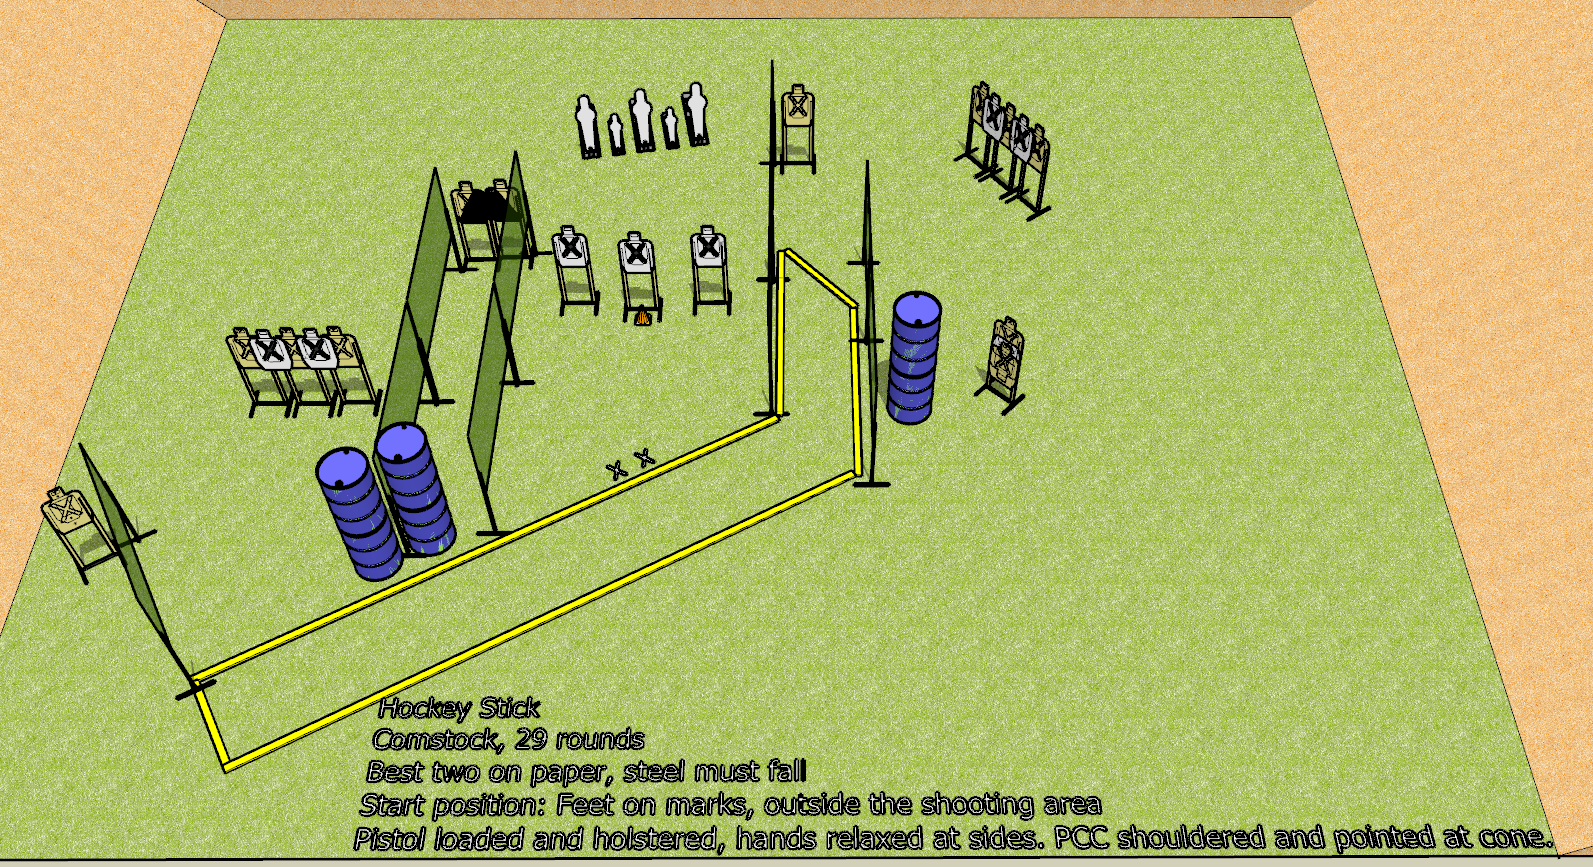 Hockey Stick
Comstock, 29 rounds
Best two on paper, steel must fall
Start position: Feet on marks, outside the shooting area
Pistol loaded and holstered, hands relaxed at sides. PCC shouldered and pointed at cone.